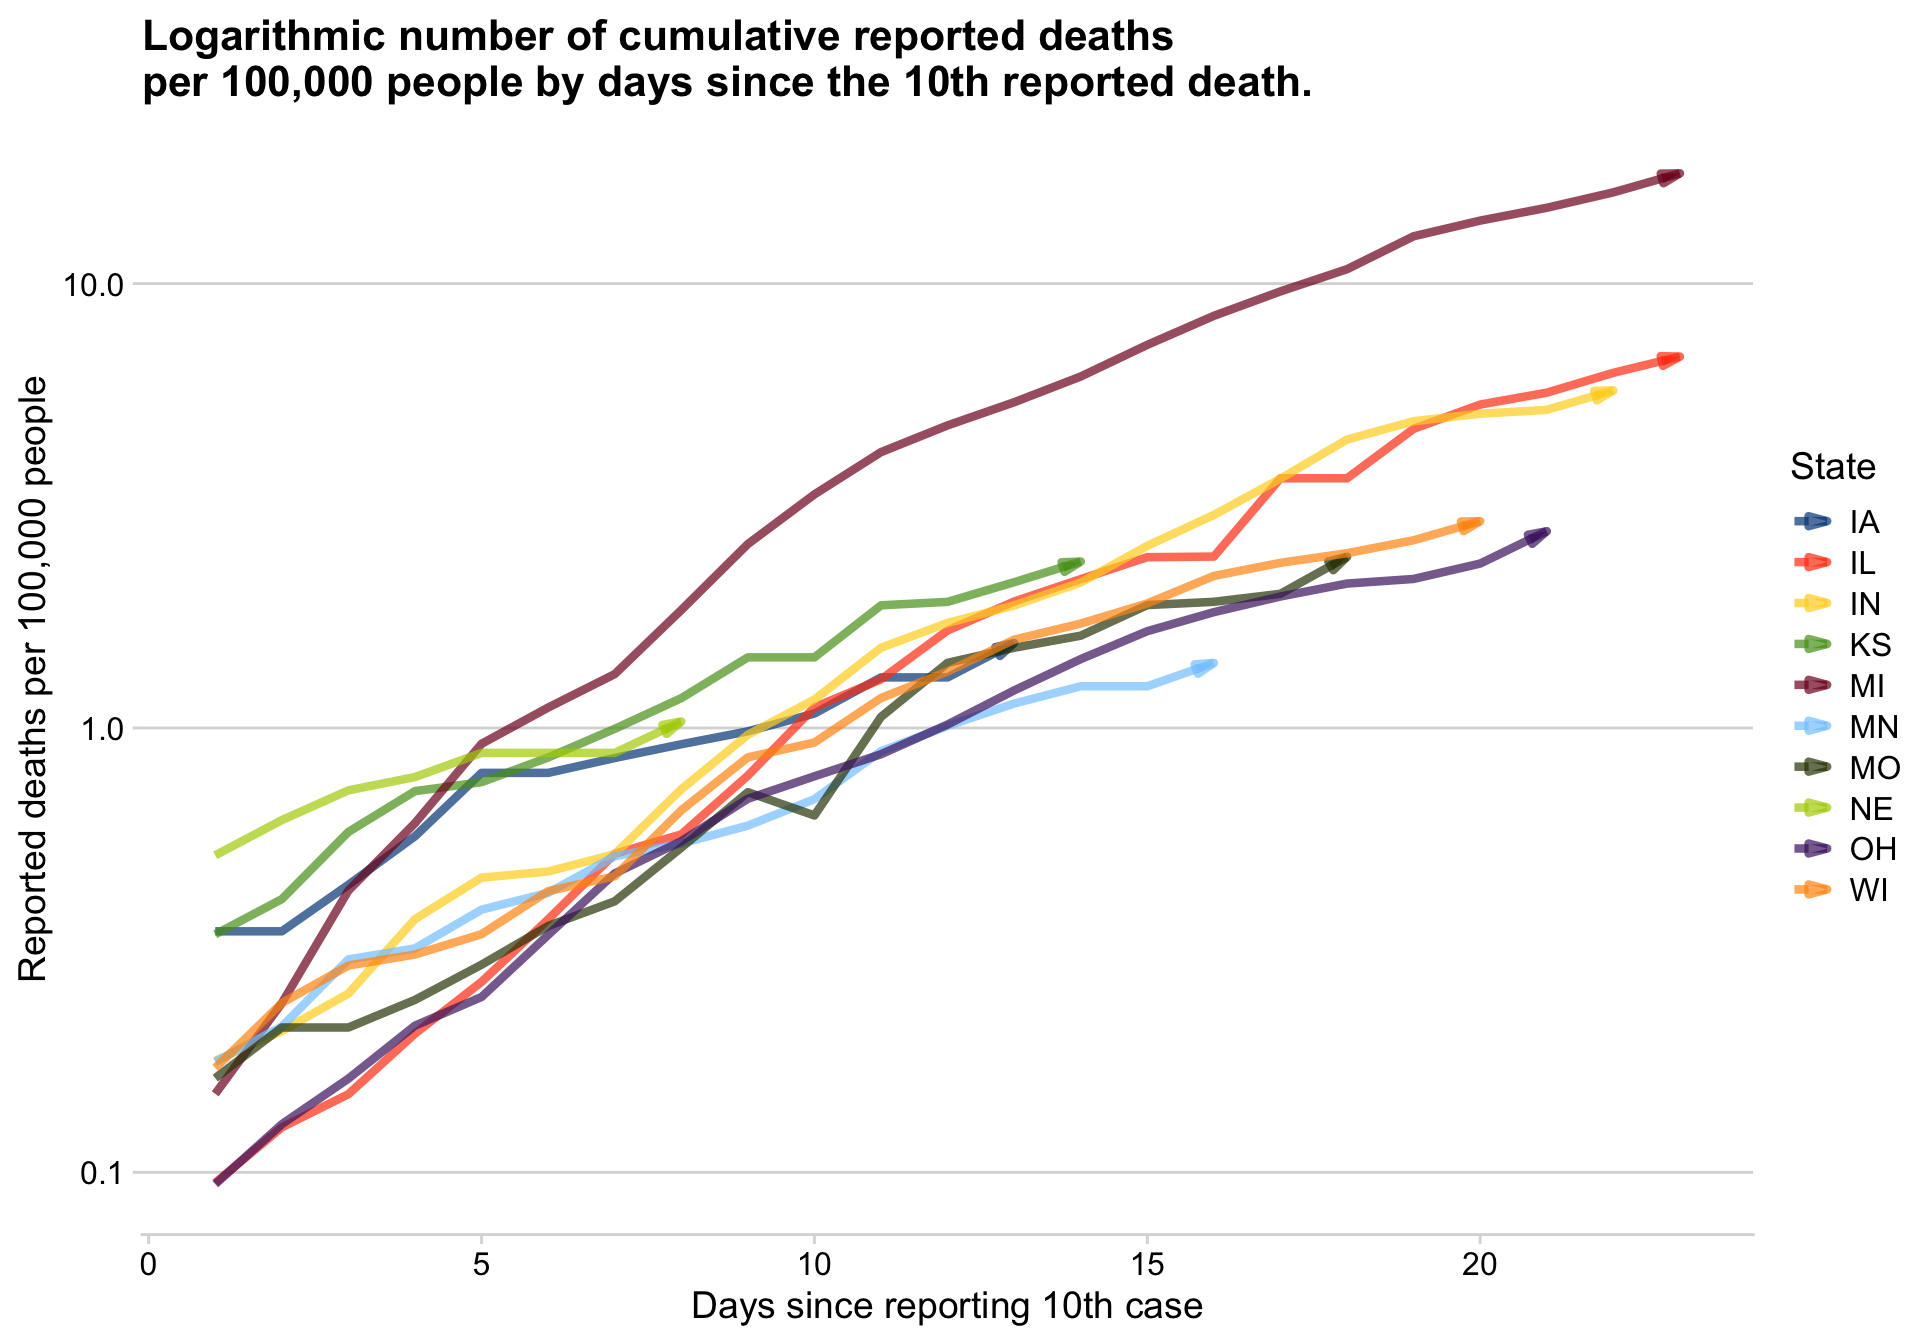 Logarithmic number of cumulative reported deaths
per 100,000 people by days since the 10th reported death.
Reported deaths per 100,000 people
10.0
1.0
0.1
0 5 10 15 20
Days since reporting 10th case
State
IA
IL
IN
KS
MI
MN
MO
NE
OH
WI